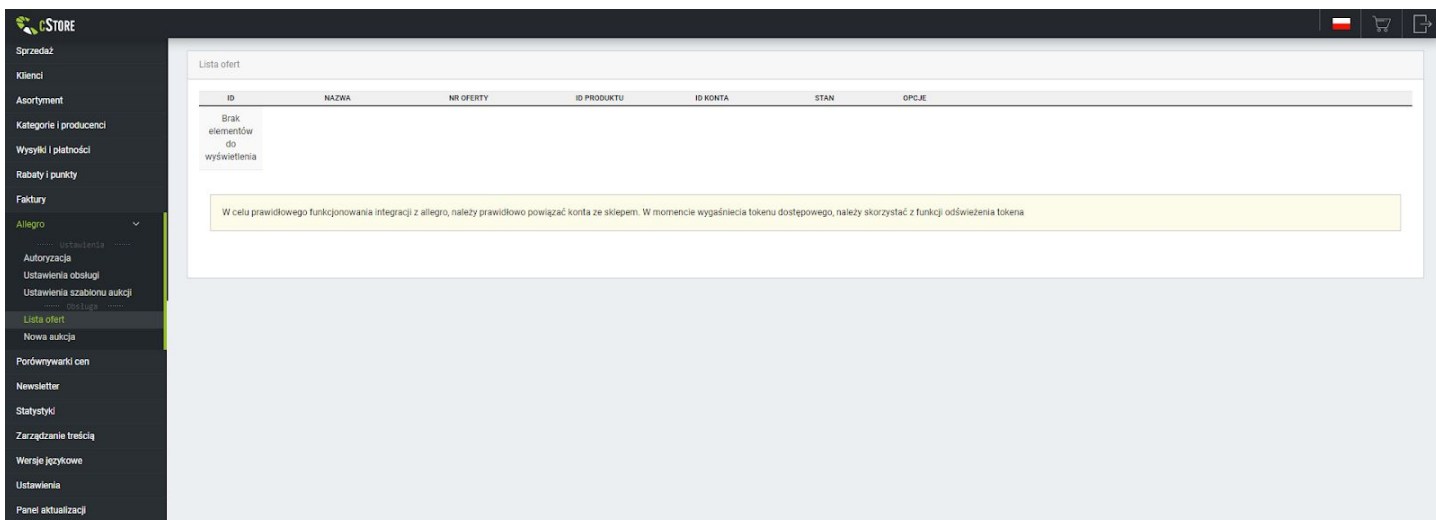 cStore
Sprzedaż
Klienci
Asortyment
Kategorie i producenci
Wysyłki i płatności
Rabaty i punkty
Faktury
Allegro
Ustawienia
Autoryzacja
Ustawienia obsługi
Ustawienia szablonu aukcji
Obsługa
Lista ofert
Nowa aukcja
Porównywarki cen
Newsletter
Statystyki
Zarządzanie treścią
Wersje językowe
Ustawienia
Panel aktualizacji
Lista ofert
ID NAZWA NR OFERTY ID PRODUKTU ID KONTA STAN OPCJE
Brak
elementów
do
wyświetlenia
W celu prawidłowego funkcjonowania integracji z allegro, należy prawidłowo powiązać konta ze sklepem. W momencie wygaśniecia tokenu dostępowego, należy skorzystać z funkcji odświeżenia tokena